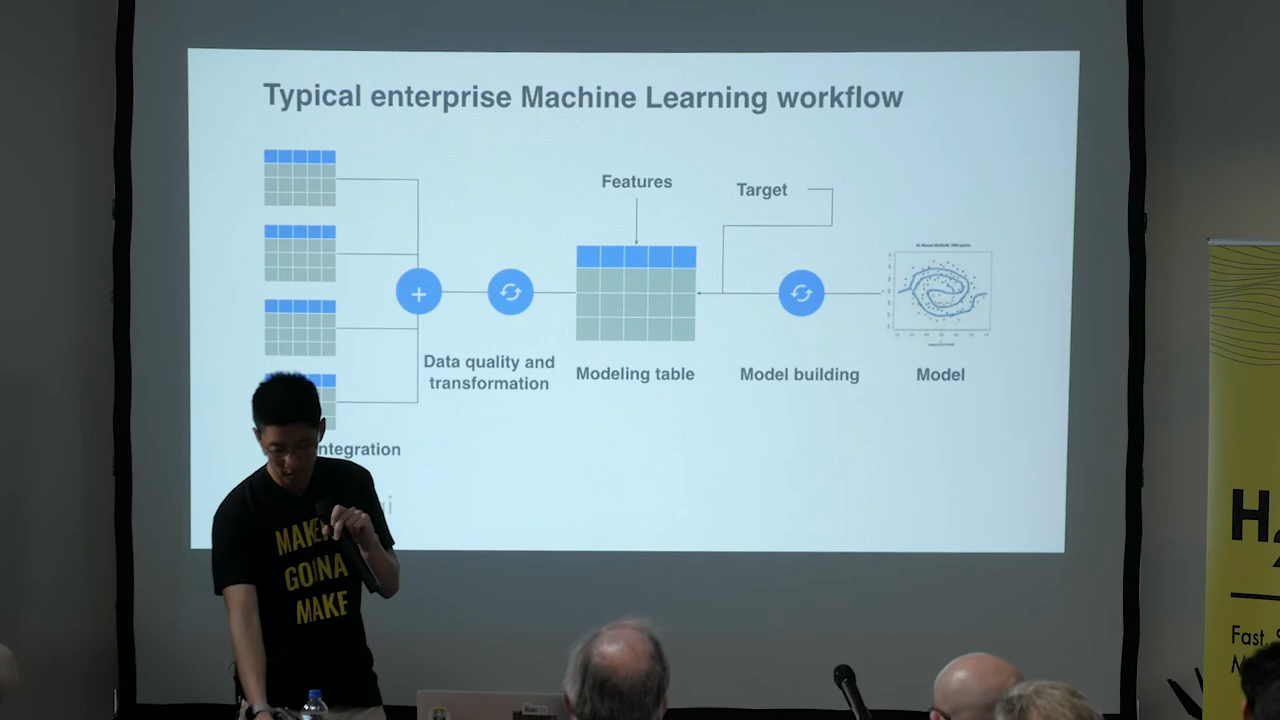 Typical enterprise Machine Learning workflow
Features
Target
Data quality and
transformation
Modeling table
Model building
Model
ntegration
MAKE
GONNA
MAKE
H2
Fast, S
M